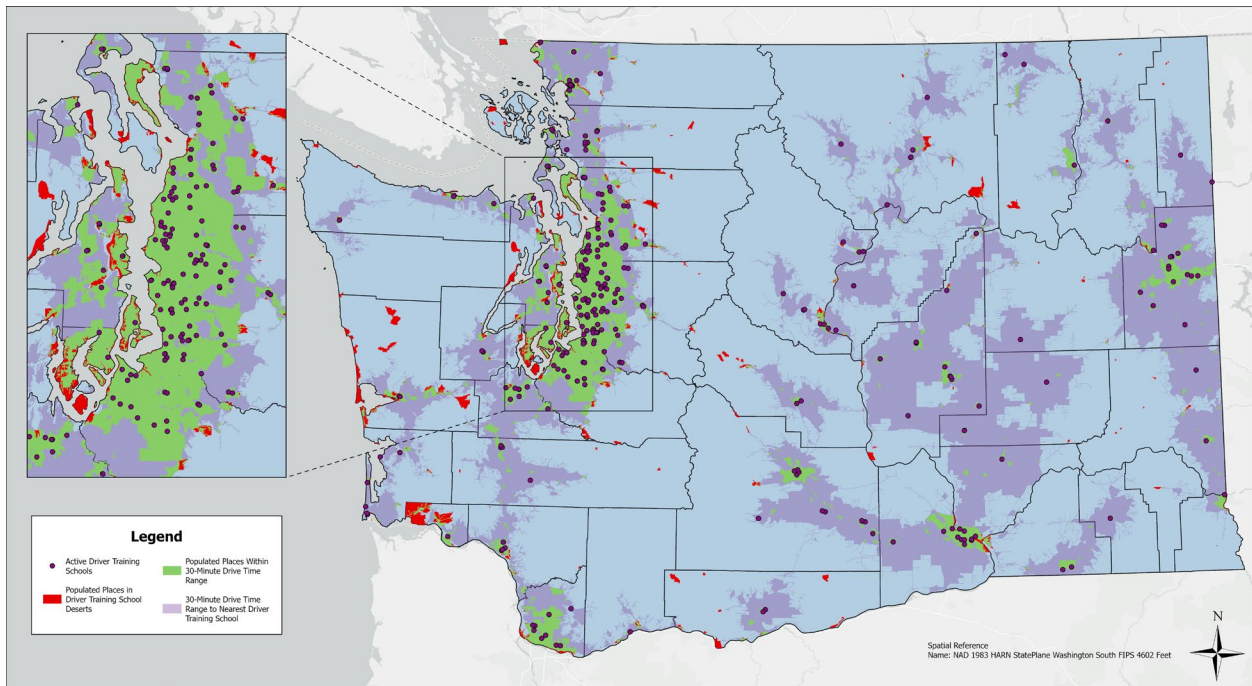 Legend
Active Driver Training
Schools
Populated Places in
Driver Training School
Deserts
Populated Places Within
30-Minute Drive Time
Range
30-Minute Drive Time
Range to Nearest Driver
Training School
N
Spatial Reference
Name: NAD 1983 HARN StatePlane Washington South FIPS 4602 Feet